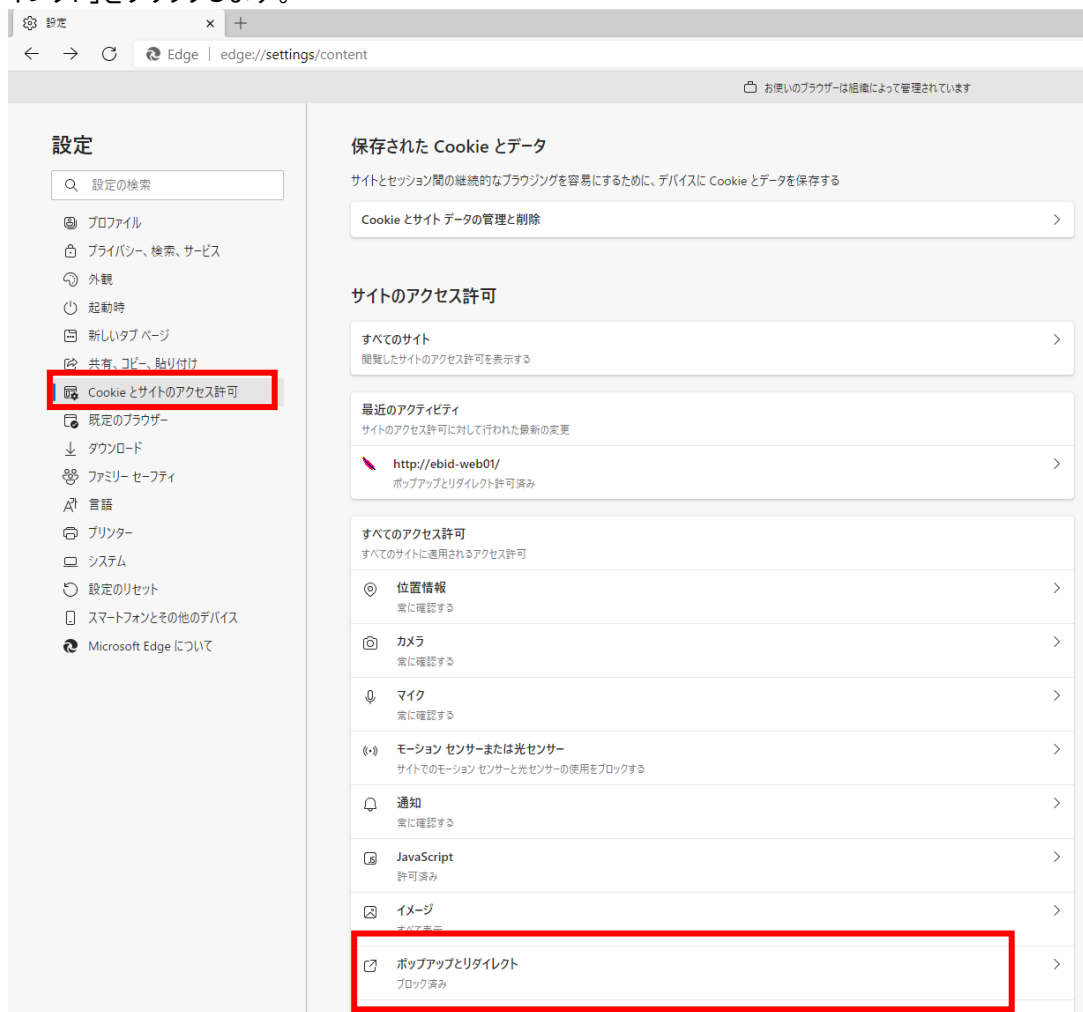 設定
Edge | edge://settings/content
お使いのブラウザーは組織によって管理されています
設定
設定の検索
プロファイル
プライバシー、検索、サービス
外観
起動時
新しいタブ ページ
共有、コピー、貼り付け
Cookie とサイトのアクセス許可
既定のブラウザー
ダウンロード
ファミリー セーフティ
言語
プリンター
システム
設定のリセット
スマートフォンとその他のデバイス
Microsoft Edge について
保存された Cookie とデータ
サイトとセッション間の継続的なブラウジングを容易にするために、デバイスに Cookie とデータを保存する
Cookie とサイト データの管理と削除
サイトのアクセス許可
すべてのサイト
閲覧したサイトのアクセス許可を表示する
最近のアクティビティ
サイトのアクセス許可に対して行われた最新の変更
http://ebid-web01/
ポップアップとリダイレクト許可済み
すべてのアクセス許可
すべてのサイトに適用されるアクセス許可
位置情報
常に確認する
カメラ
常に確認する
マイク
常に確認する
モーション センサーまたは光センサー
サイトでのモーション センサーと光センサーの使用をブロックする
通知
常に確認する
JavaScript
許可済み
イメージ
すべて表示
ポップアップとリダイレクト
ブロック済み